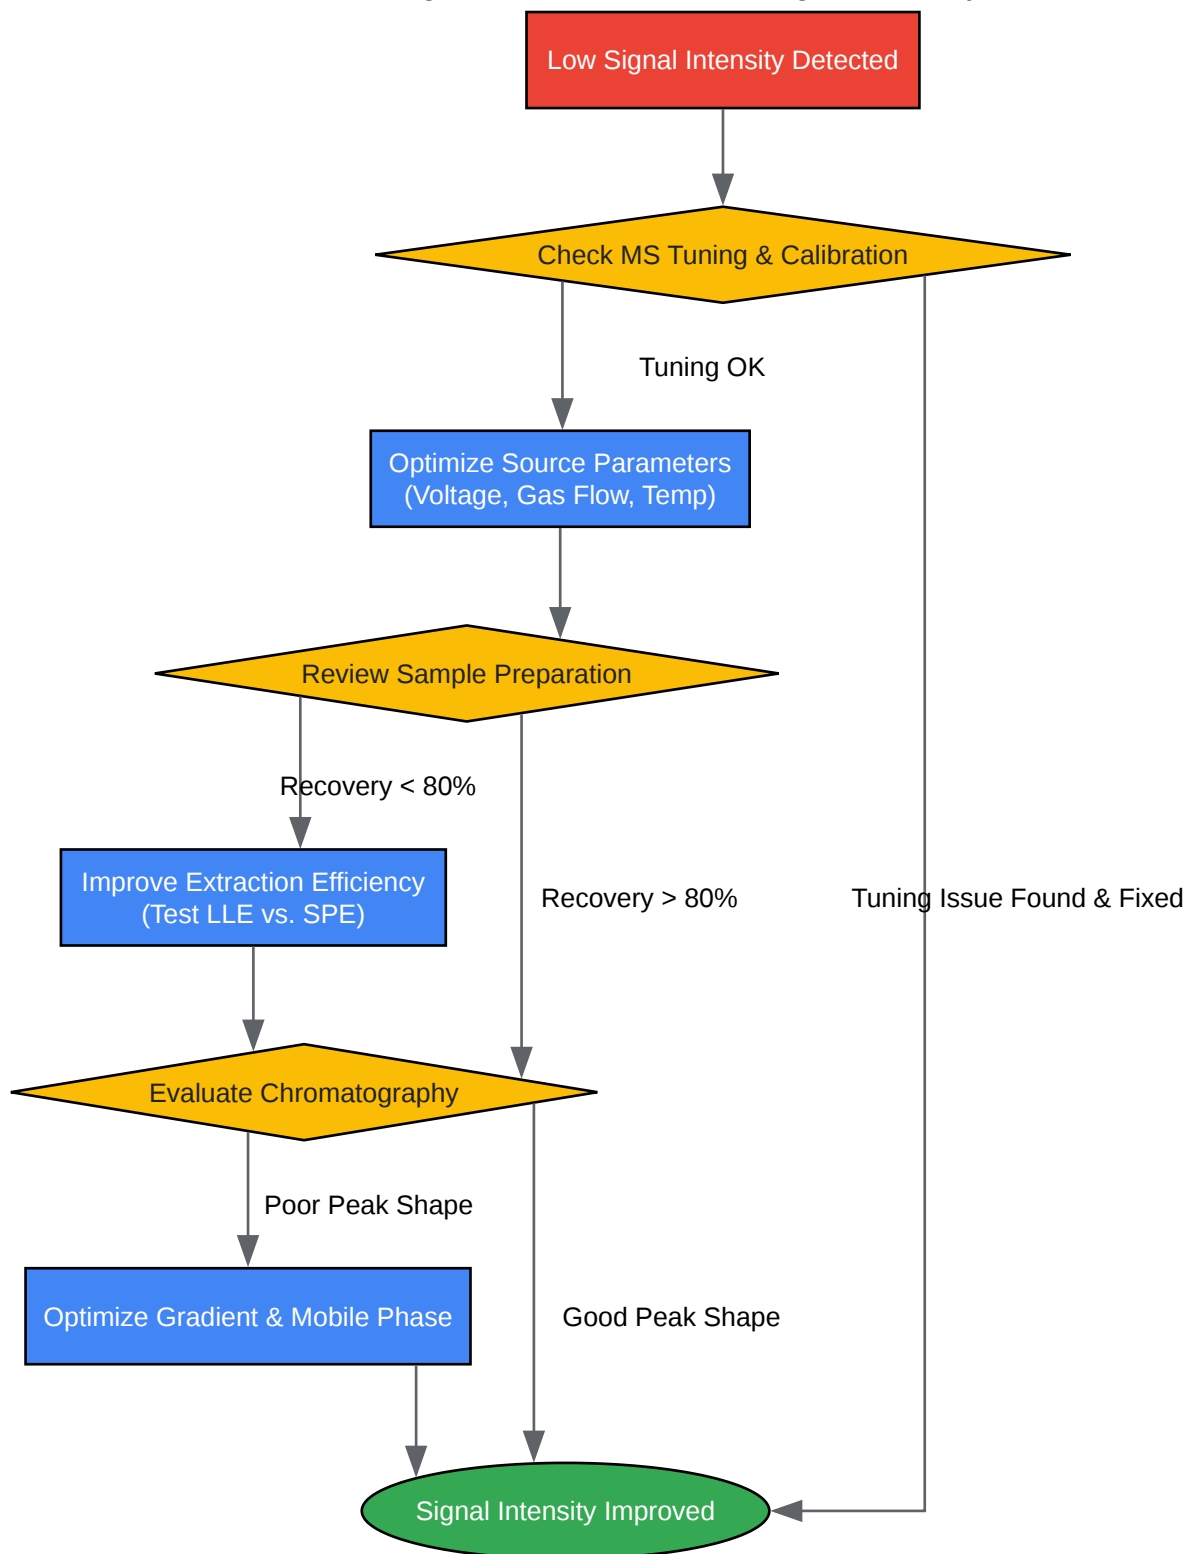 Low Signal Intensity Detected
Check MS Tuning & Calibration
Tuning OK
Optimize Source Parameters
(Voltage, Gas Flow, Temp)
Review Sample Preparation
Recovery < 80%
Improve Extraction Efficiency
(Test LLE vs. SPE)
Recovery > 80%
Tuning Issue Found & Fixed
Evaluate Chromatography
Poor Peak Shape
Optimize Gradient & Mobile Phase
Good Peak Shape
Signal Intensity Improved